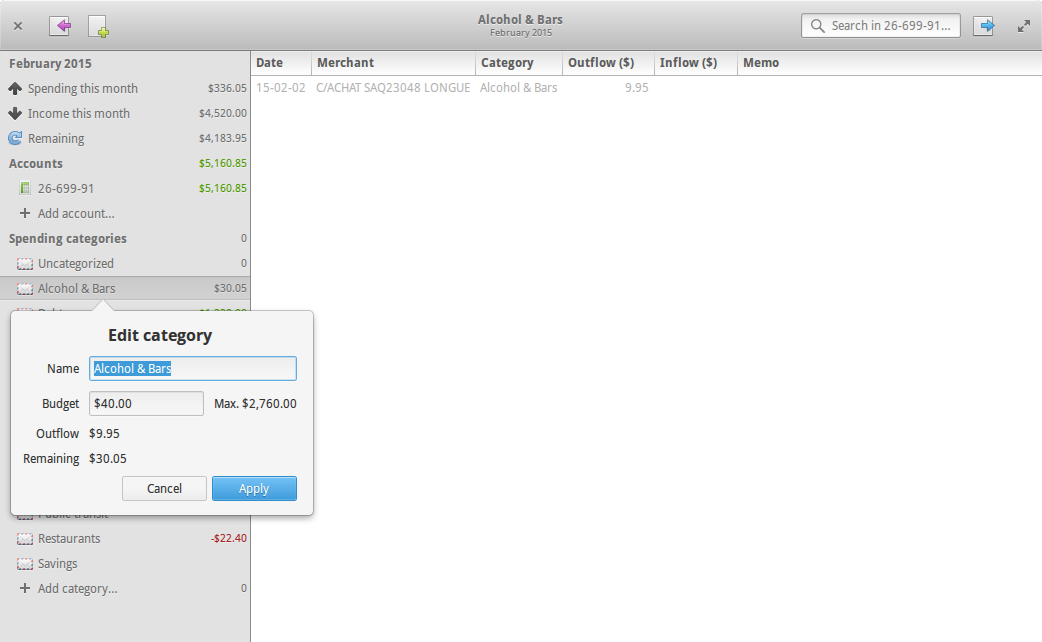 Alcohol & Bars
February 2015
Search in 26-699-91...
February 2015
Spending this month $336.05
Income this month $4,520.00
Remaining $4,183.95
Accounts $5,160.85
26-699-91 $5,160.85
Add account...
Spending categories 0
Uncategorized 0
Alcohol & Bars $30.05
Edit category
Name Alcohol & Bars
Budget $40.00 Max. $2,760.00
Outflow $9.95
Remaining $30.05
Cancel Apply
Public transit
Restaurants -$22.40
Savings
Add category... 0
Date Merchant Category Outflow ($) Inflow ($) Memo
15-02-02 C/ACHAT SAQ23048 LONGUE Alcohol & Bars 9.95